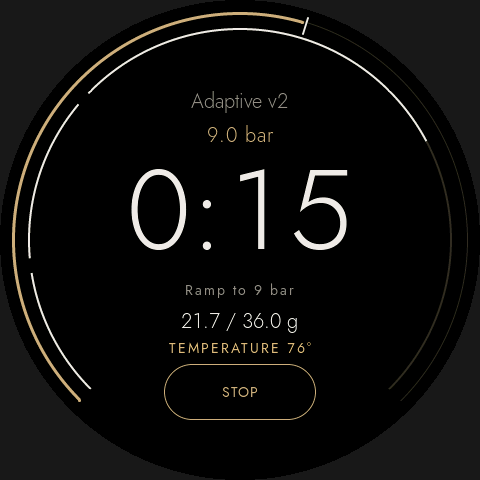 Adaptive v2
9.0 bar
0:15
Ramp to 9 bar
21.7 / 36.0 g
TEMPERATURE 76°
STOP